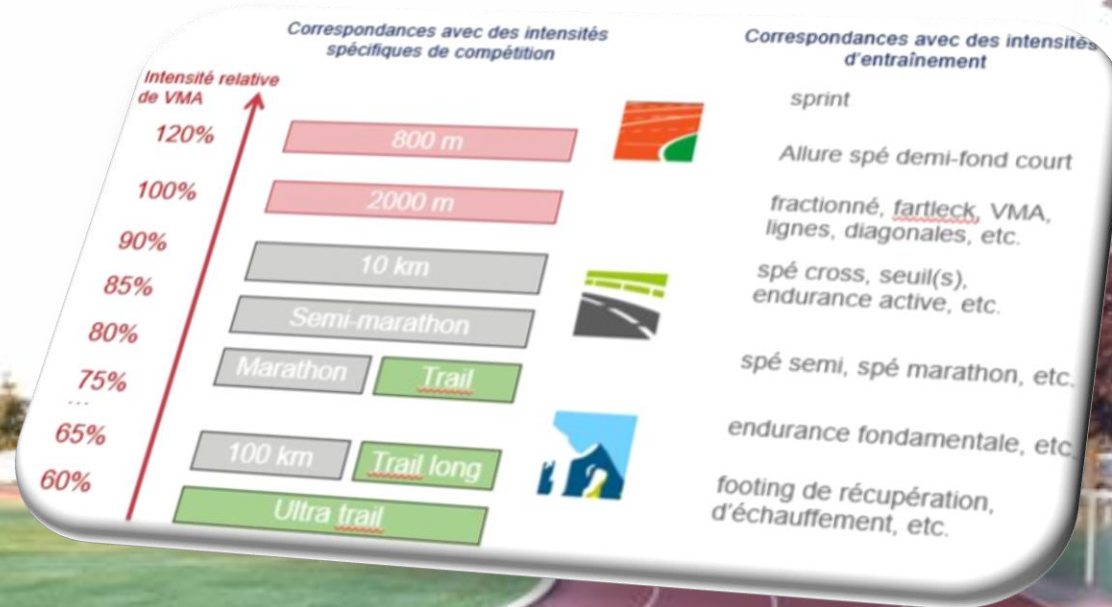 Correspondances avec des intensités
spécifiques de compétition
Correspondances avec des intensités
d'entraînement
Intensité relative
de VMA
sprint
120%
800 m
Allure spé demi-fond court
100%
2000 m
fractionné, fartleck, VMA,
lignes, diagonales, etc.
90%
10 km
spé cross, seuil(s),
endurance active, etc.
85%
Semi-marathon
80%
Marathon
Trail
spé semi, spé marathon, etc.
75%
...
65%
100 km
Trail long
endurance fondamentale, etc
60%
Ultra trail
footing de récupération,
d'échauffement, etc.